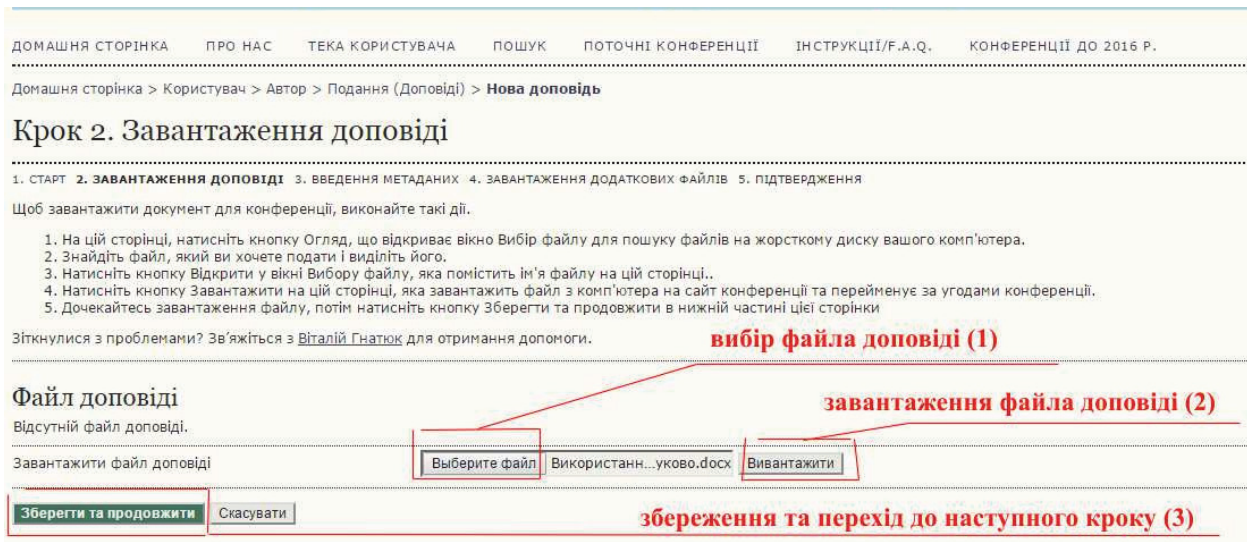 ДОМАШНЯ СТОРІНКА ПРО НАС ТЕКА КОРИСТУВАЧА ПОШУК ПОТОЧНІ КОНФЕРЕНЦІЇ ІНСТРУКЦІЇ/F.A.Q. КОНФЕРЕНЦІЇ ДО 2016 Р.
Домашня сторінка > Користувач > Автор > Подання (Доповіді) > Нова доповідь
Крок 2. Завантаження доповіді
1. СТАРТ 2. ЗАВАНТАЖЕННЯ ДОПОВІДІ 3. ВВЕДЕННЯ МЕТАДАНИХ 4. ЗАВАНТАЖЕННЯ ДОДАТКОВИХ ФАЙЛІВ 5. ПІДТВЕРДЖЕННЯ
Щоб завантажити документ для конференції, виконайте такі дії.
1. На цій сторінці, натисніть кнопку Огляд, що відкриває вікно Вибір файлу для пошуку файлів на жорсткому диску вашого комп'ютера.
2. Знайдіть файл, який ви хочете подати і виділіть його.
3. Натисніть кнопку Відкрити у вікні Вибору файлу, яка помістить ім'я файлу на цій сторінці..
4. Натисніть кнопку Завантажити на цій сторінці, яка завантажить файл з комп'ютера на сайт конференції та перейменує за угодами конференції.
5. Дочекайтесь завантаження файлу, потім натисніть кнопку Зберегти та продовжити в нижній частині цієї сторінки
Зіткнулися з проблемами? Зв'яжіться з Віталій Гнатюк для отримання допомоги.
вибір файла доповіді (1)
Файл доповіді
завантаження файла доповіді (2)
Відсутній файл доповіді.
Завантажити файл доповіді Выберите файл Використанн...уково.docx Вивантажити
Зберегти та продовжити Скасувати
збереження та перехід до наступного кроку (3)